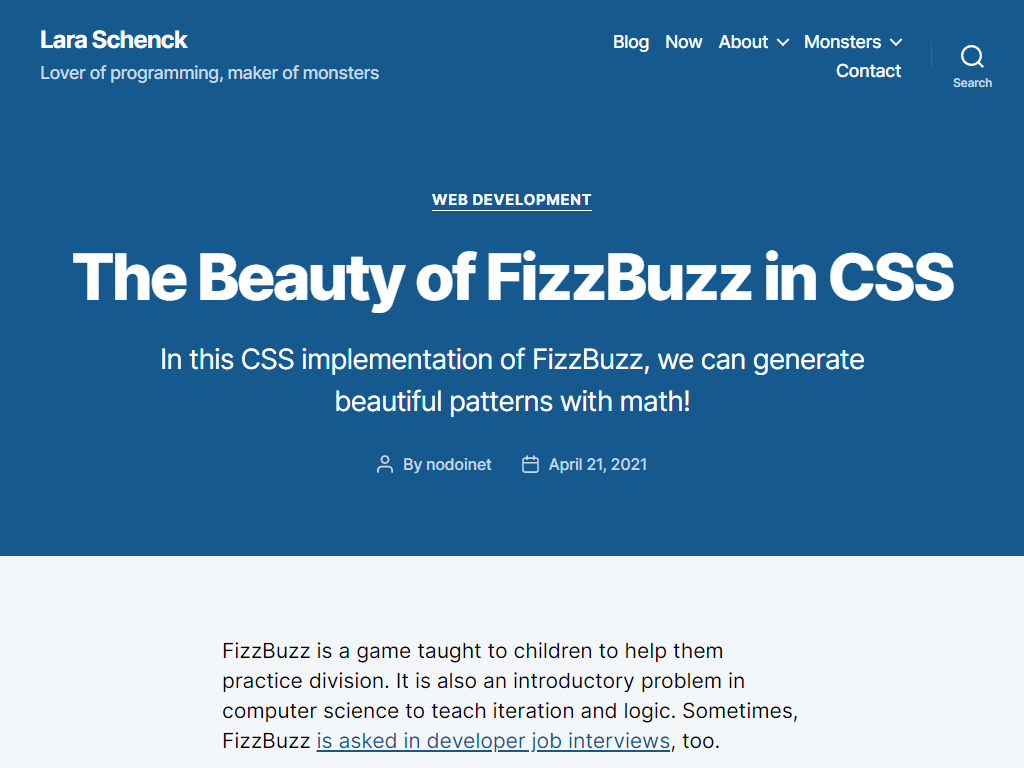 Lara Schenck
Lover of programming, maker of monsters
Blog Now About Monsters
Contact
Search
WEB DEVELOPMENT
The Beauty of FizzBuzz in CSS
In this CSS implementation of FizzBuzz, we can generate
beautiful patterns with math!
By nodoinet April 21, 2021
FizzBuzz is a game taught to children to help them
practice division. It is also an introductory problem in
computer science to teach iteration and logic. Sometimes,
FizzBuzz is asked in developer job interviews, too.